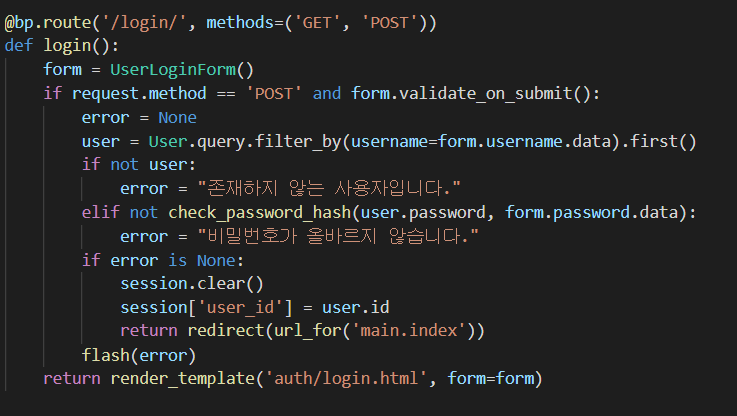 @bp.route('/login/', methods=('GET', 'POST'))
def login():
    form = UserLoginForm()
    if request.method == 'POST' and form.validate_on_submit():
        error = None
        user = User.query.filter_by(username=form.username.data).first()
        if not user:
            error = "존재하지 않는 사용자입니다."
        elif not check_password_hash(user.password, form.password.data):
            error = "비밀번호가 올바르지 않습니다."
        if error is None:
            session.clear()
            session['user_id'] = user.id
            return redirect(url_for('main.index'))
        flash(error)
    return render_template('auth/login.html', form=form)